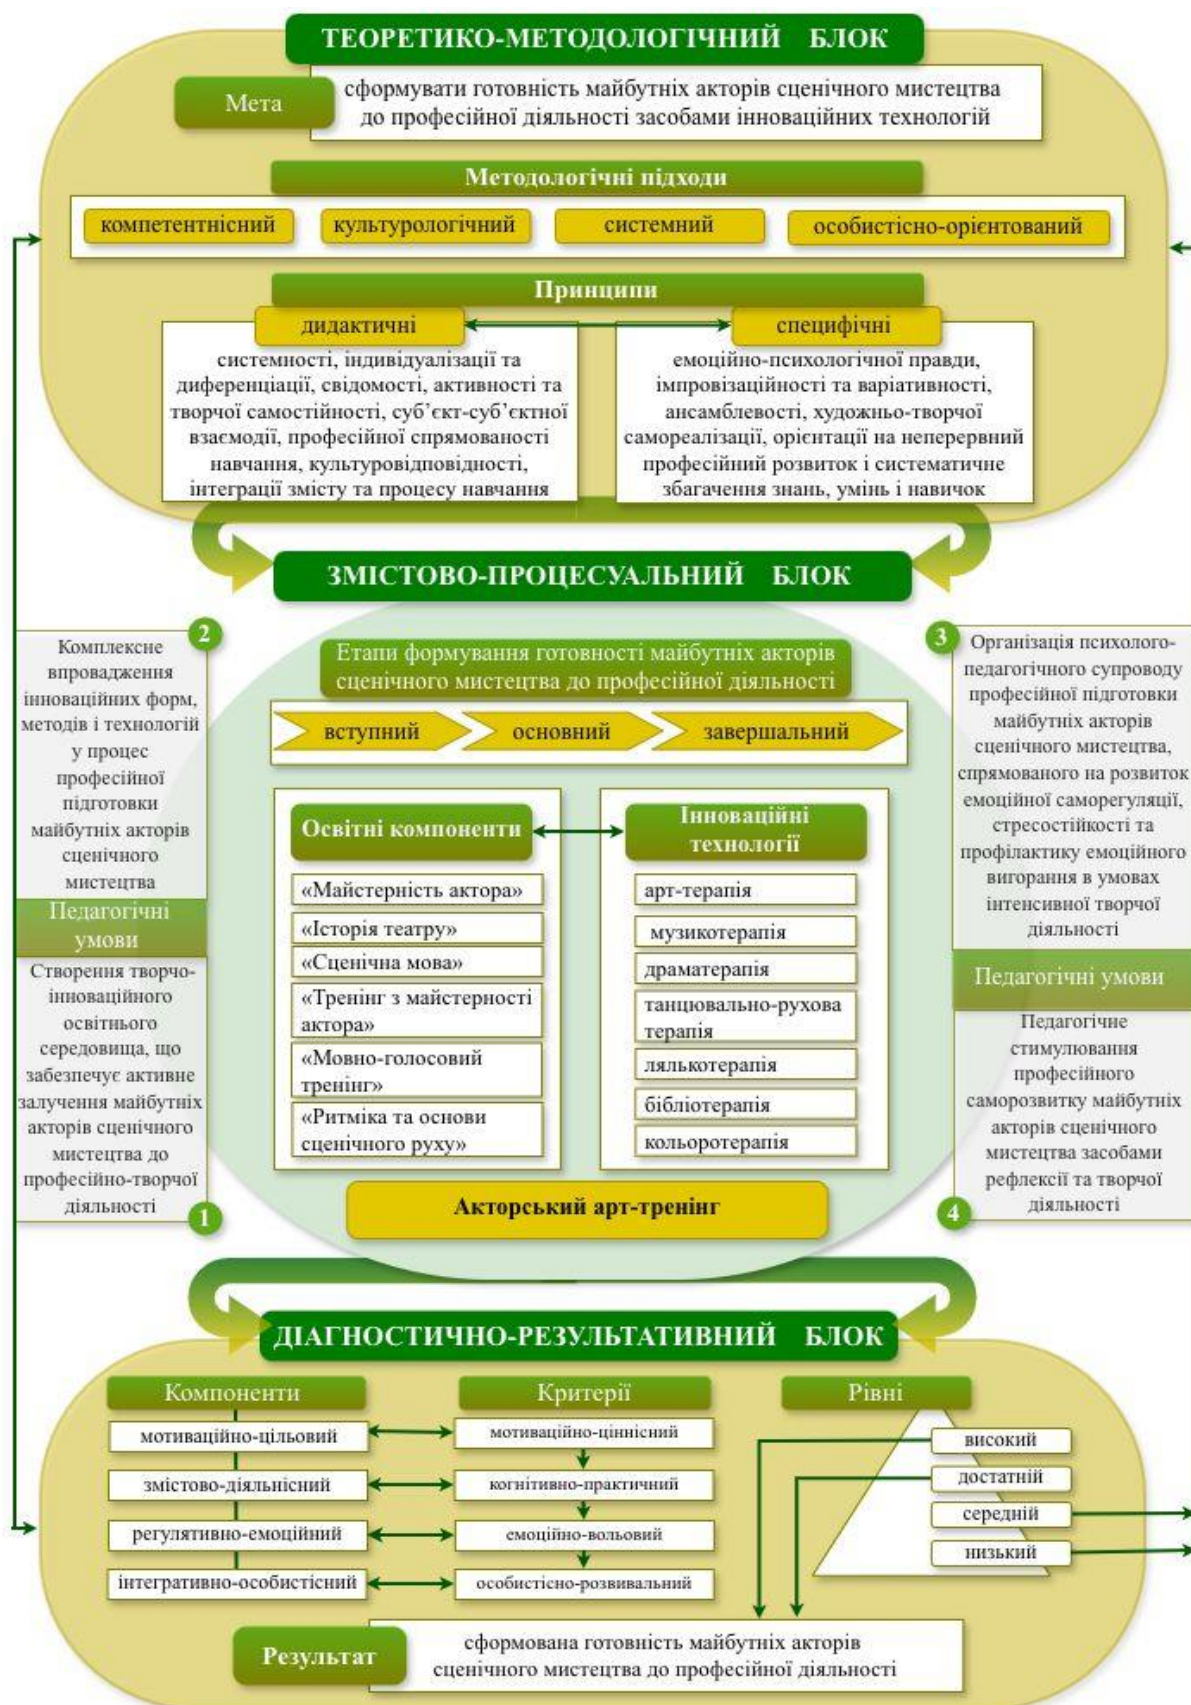 ТЕОРЕТИКО-МЕТОДОЛОГІЧНИЙ БЛОК
Мета
сформувати готовність майбутніх акторів сценічного мистецтва
до професійної діяльності засобами інноваційних технологій
Методологічні підходи
компетентнісний
культурологічний
системний
особистісно-орієнтований
Принципи
дидактичні
системності, індивідуалізації та
диференціації, свідомості, активності та
творчої самостійності, суб’єкт-суб’єктної
взаємодії, професійної спрямованості
навчання, культуровідповідності,
інтеграції змісту та процесу навчання
специфічні
емоційно-психологічної правди,
імпровізаційності та варіативності,
ансамблевості, художньо-творчої
самореалізації, орієнтації на неперервний
професійний розвиток і систематичне
збагачення знань, умінь і навичок
ЗМІСТОВО-ПРОЦЕСУАЛЬНИЙ БЛОК
2
Комплексне
впровадження
інноваційних форм,
методів і технологій
у процес
професійної
підготовки
майбутніх акторів
сценічного
мистецтва
Педагогічні
умови
Створення творчо-
інноваційного
освітнього
середовища, що
забезпечує активне
залучення майбутніх
акторів сценічного
мистецтва до
професійно-творчої
діяльності
1
Етапи формування готовності майбутніх акторів
сценічного мистецтва до професійної діяльності
вступний
основний
завершальний
Освітні компоненти
«Майстерність актора»
«Історія театру»
«Сценічна мова»
«Тренінг з майстерності
актора»
«Мовно-голосовий
тренінг»
«Ритміка та основи
сценічного руху»
Інноваційні
технології
арт-терапія
музикотерапія
драматерапія
танцювально-рухова
терапія
лялькотерапія
бібліотерапія
кольоротерапія
Акторський арт-тренінг
3
Організація психолого-
педагогічного супроводу
професійної підготовки
майбутніх акторів
сценічного мистецтва,
спрямованого на розвиток
емоційної саморегуляції,
стресостійкості та
профілактику емоційного
вигорання в умовах
інтенсивної творчої
діяльності
Педагогічні умови
Педагогічне
стимулювання
професійного
саморозвитку майбутніх
акторів сценічного
мистецтва засобами
рефлексії та творчої
діяльності
4
ДІАГНОСТИЧНО-РЕЗУЛЬТАТИВНИЙ БЛОК
Компоненти
мотиваційно-цільовий
змістово-діяльнісний
регулятивно-емоційний
інтегративно-особистісний
Критерії
мотиваційно-ціннісний
когнітивно-практичний
емоційно-вольовий
особистісно-розвивальний
Рівні
високий
достатній
середній
низький
Результат
сформована готовність майбутніх акторів
сценічного мистецтва до професійної діяльності